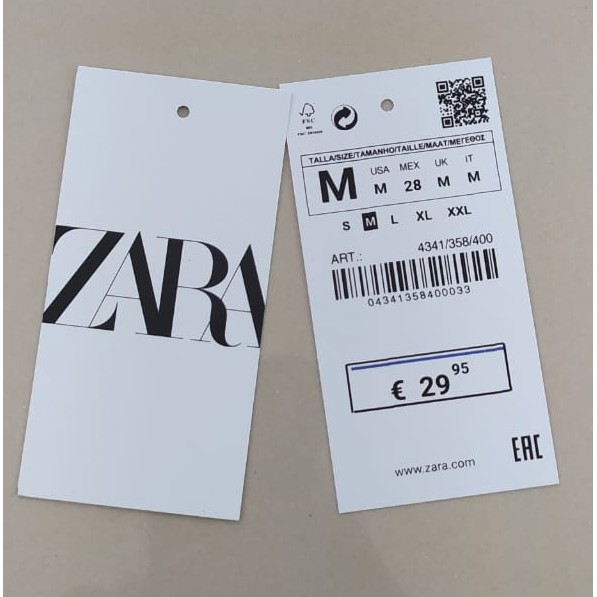 ZARA
FSC
TALLA/SIZE/TAMANHO/TAILLE/MAAT/ΜΕΓΕΘΟΣ
M
USA MEX UK IT
M 28 M M
S M L XL XXL
ART.: 4341/358/400
04341358400033
€ 29 95
www.zara.com
EAC